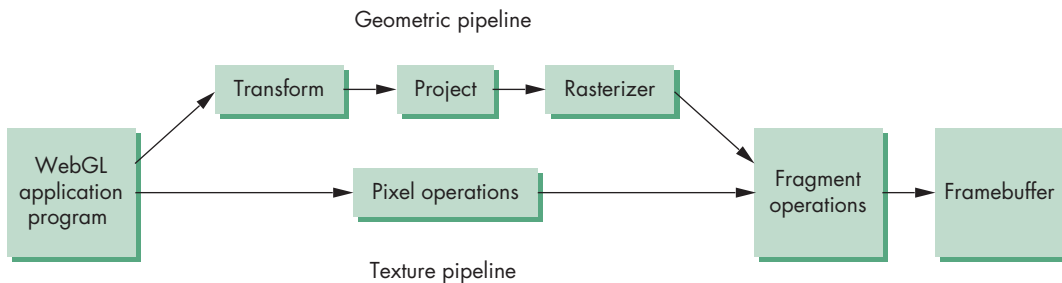 Geometric pipeline
Transform
Project
Rasterizer
WebGL
application
program
Pixel operations
Fragment
operations
Framebuffer
Texture pipeline